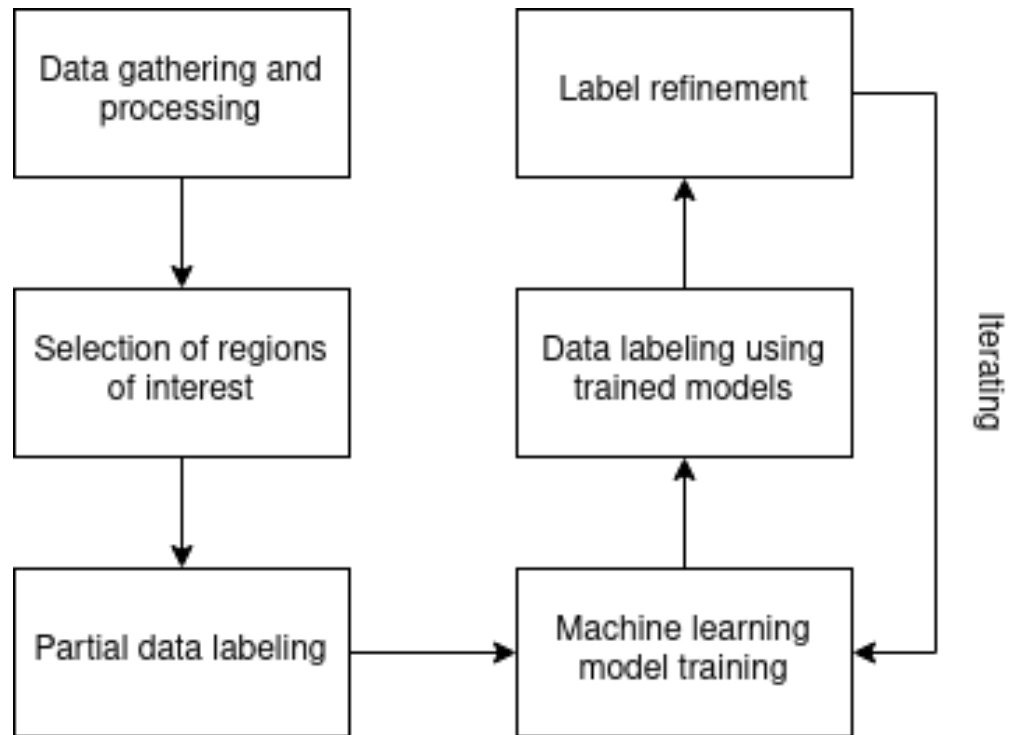 Data gathering and
processing
Selection of regions
of interest
Partial data labeling
Machine learning
model training
Data labeling using
trained models
Label refinement
Iterating